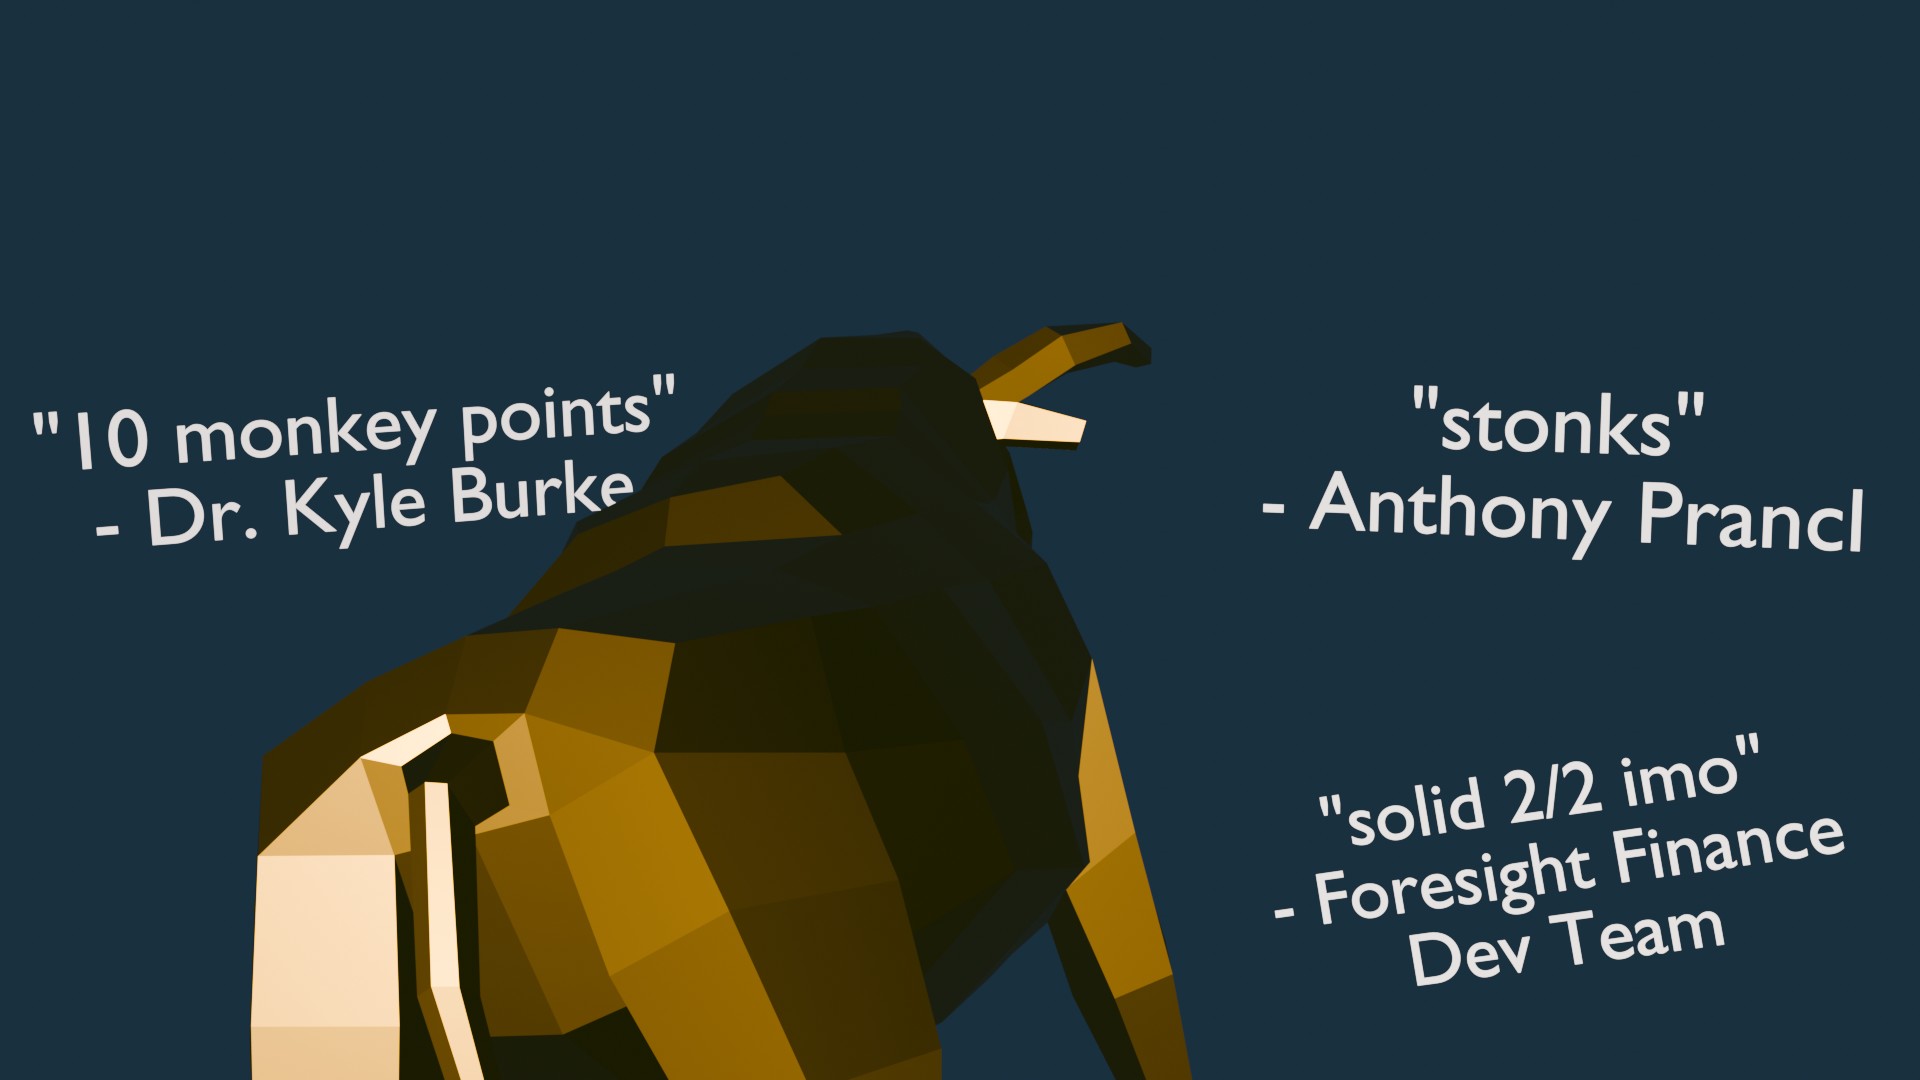 "10 monkey points"
- Dr. Kyle Burke
"stonks"
- Anthony Prancl
"solid 2/2 imo"
- Foresight Finance
Dev Team